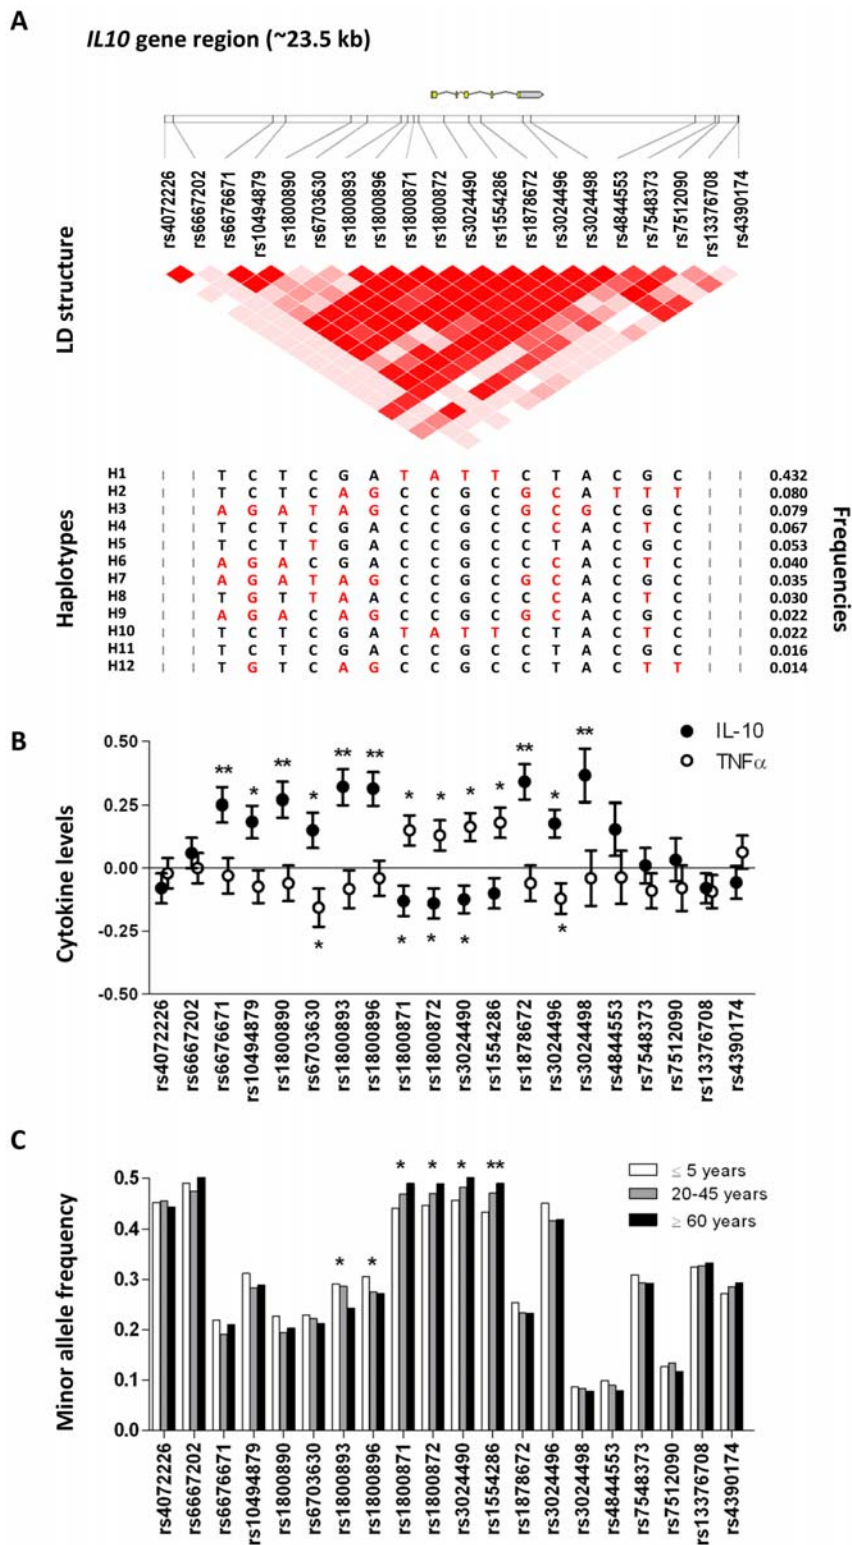 A
IL10 gene region (~23.5 kb)
rs4072226
rs6667202
rs6676671
rs10494879
rs1800890
rs6703630
rs1800893
rs1800896
rs1800871
rs1800872
rs3024490
rs1554286
rs1878672
rs3024496
rs3024498
rs4844553
rs7548373
rs7512090
rs13376708
rs4390174
LD structure
Haplotypes
Frequencies
H1 | | T C T C G A T A T T C T A C G C | | 0.432
H2 | | T C T C A G C C G C G C A T T T | | 0.080
H3 | | A G A T A G C C G C G C G C G C | | 0.079
H4 | | T C T C G A C C G C C C A C T C | | 0.067
H5 | | T C T T G A C C G C C T A C G C | | 0.053
H6 | | A G A C G A C C G C C C A C T C | | 0.040
H7 | | A G A T A G C C G C G C A C G C | | 0.035
H8 | | T G T T A A C C G C C C A C T C | | 0.030
H9 | | A G A C A G C C G C G C A C G C | | 0.022
H10 | | T C T C G A T A T T C T A C T C | | 0.022
H11 | | T C T C G A C C G C C T A C G C | | 0.016
H12 | | T G T C A G C C G C C T A C T T | | 0.014
B
IL-10
TNFα
Cytokine levels
0.50
0.25
0.00
-0.25
-0.50
** * ** * ** ** * * * * ** * **
* * * * *
rs4072226
rs6667202
rs6676671
rs10494879
rs1800890
rs6703630
rs1800893
rs1800896
rs1800871
rs1800872
rs3024490
rs1554286
rs1878672
rs3024496
rs3024498
rs4844553
rs7548373
rs7512090
rs13376708
rs4390174
C
≤ 5 years
20-45 years
≥ 60 years
Minor allele frequency
0.5
0.4
0.3
0.2
0.1
0.0
* * * * * **
rs4072226
rs6667202
rs6676671
rs10494879
rs1800890
rs6703630
rs1800893
rs1800896
rs1800871
rs1800872
rs3024490
rs1554286
rs1878672
rs3024496
rs3024498
rs4844553
rs7548373
rs7512090
rs13376708
rs4390174